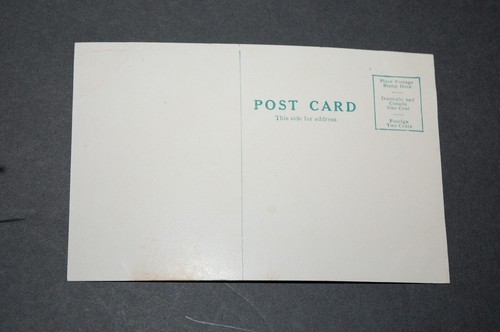 POST CARD
This side for address
Place Postage
Stamp Here
Domestic and
Canada
One Cent
Foreign
Two Cents